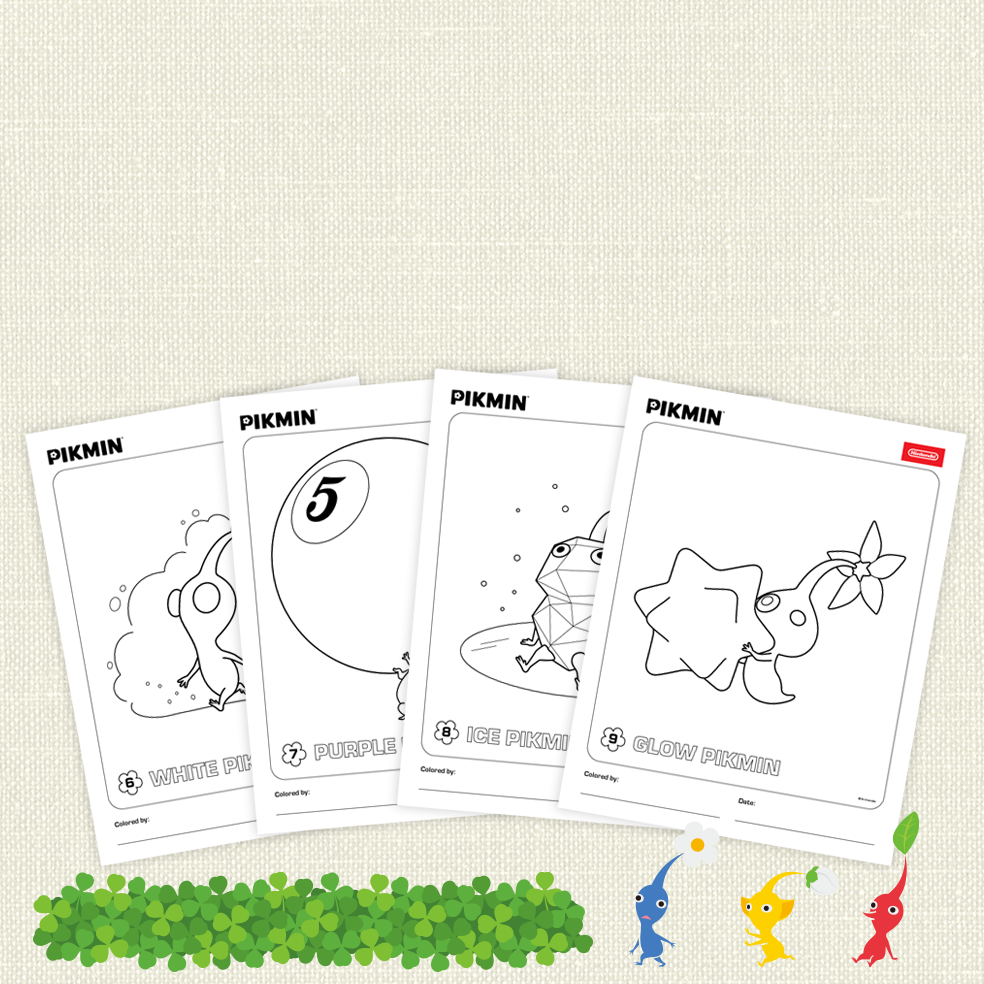 PIKMIN
6 WHITE PIK
Colored by:
PIKMIN
5
7 PURPLE
Colored by:
PIKMIN
8 ICE PIKMI
Colored by:
PIKMIN
Nintendo
9 GLOW PIKMIN
Colored by:
Date: